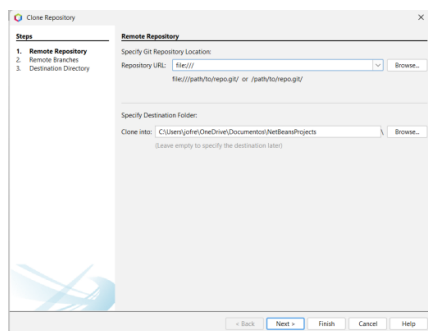 Clone Repository
Steps
1. Remote Repository
2. Remote Branches
3. Destination Directory
Remote Repository
Specify Git Repository Location:
Repository URL: file:/// Browse...
file:///path/to/repo.git/ or /path/to/repo.git/
Specify Destination Folder:
Clone into: C:\Users\jofre\OneDrive\Documentos\NetBeansProjects \ Browse...
(Leave empty to specify the destination later)
< Back Next > Finish Cancel Help